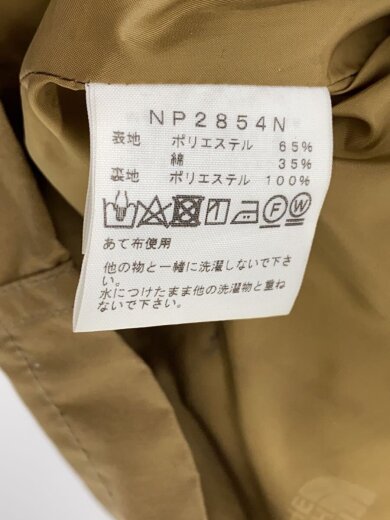 NP2854N
表地 ポリエステル 65%
綿 35%
裏地 ポリエステル 100%
F W
あて布使用
他の物と一緒に洗濯しないで下さ
い。
水につけたまま他の洗濯物と重ね
ないで下さい。